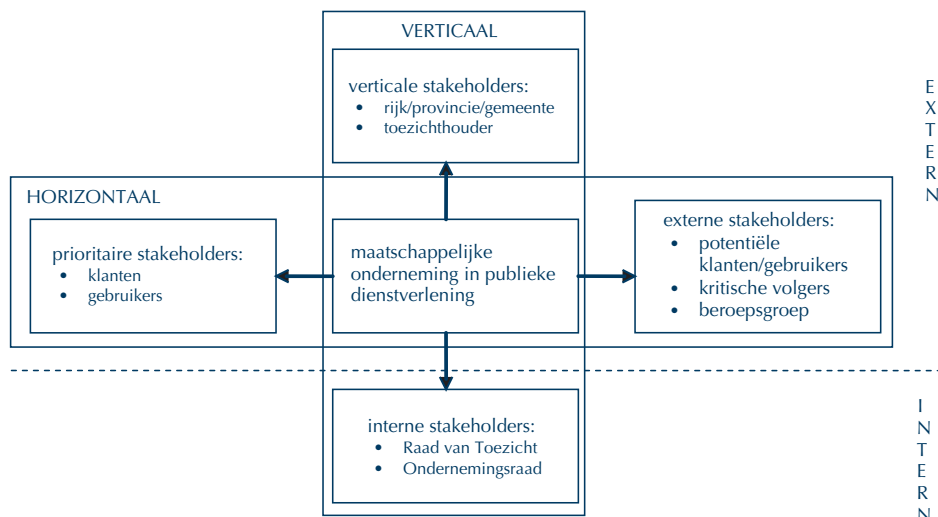 VERTICAAL
verticale stakeholders:
• rijk/provincie/gemeente
• toezichthouder
HORIZONTAAL
prioritaire stakeholders:
• klanten
• gebruikers
maatschappelijke
onderneming in publieke
dienstverlening
externe stakeholders:
• potentiële
klanten/gebruikers
• kritische volgers
• beroepsgroep
interne stakeholders:
• Raad van Toezicht
• Ondernemingsraad
E
X
T
E
R
N
I
N
T
E
R
N